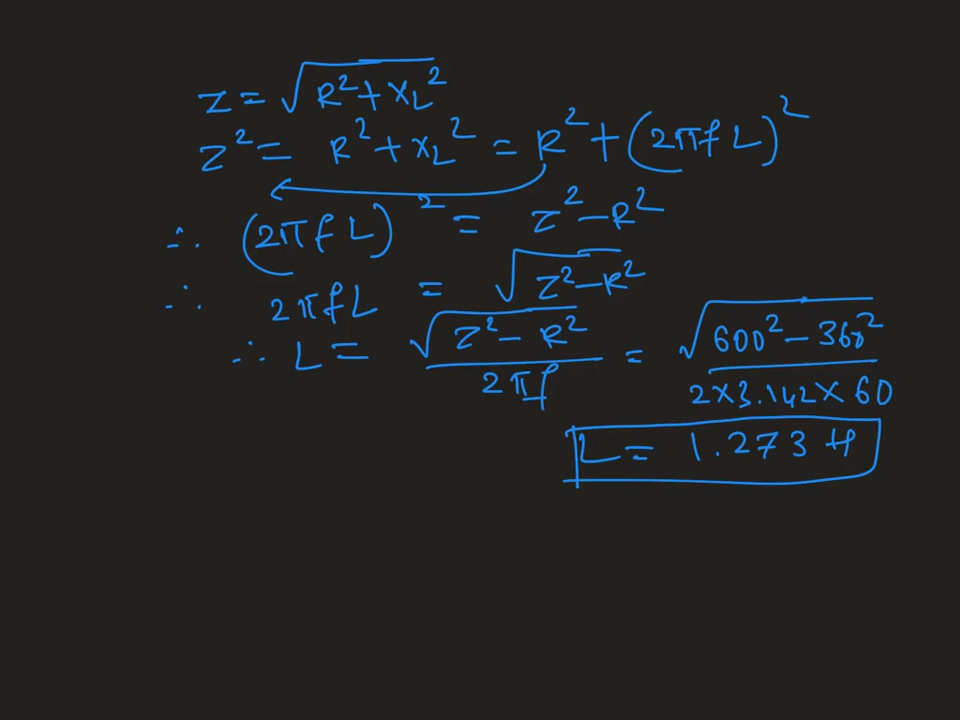 z = √(R² + X_L²)
z² = R² + X_L² = R² + (2πfL)²
∴ (2πfL)² = z² − R²
∴ 2πfL = √(z² − R²)
∴ L = √(z² − R²) / 2πf = √(600² − 360²) / 2×3.142×60
L = 1.273 H